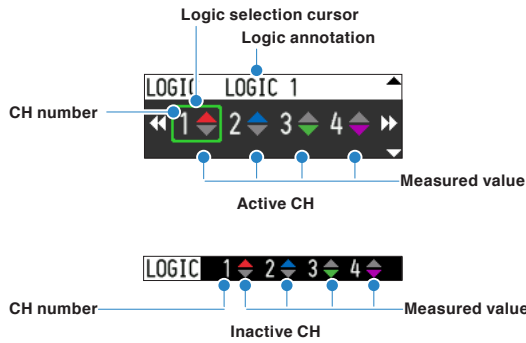 Logic selection cursor
Logic annotation
LOGIC LOGIC 1
CH number
1 2 3 4
Measured value
Active CH
LOGIC 1 2 3 4
CH number
Measured value
Inactive CH